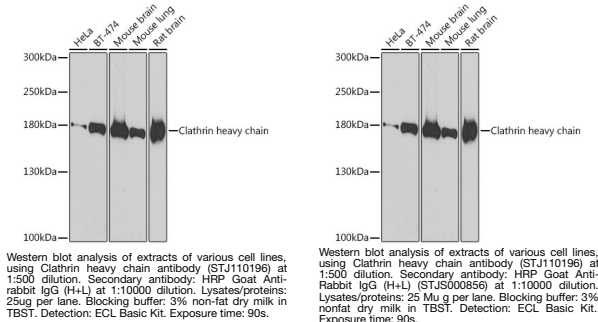 HeLa
BT-474
Mouse brain
Mouse lung
Rat brain
300kDa
250kDa
180kDa
130kDa
100kDa
Clathrin heavy chain
Western blot analysis of extracts of various cell lines,
using Clathrin heavy chain antibody (STJ110196) at
1:500 dilution. Secondary antibody: HRP Goat Anti-
rabbit IgG (H+L) at 1:10000 dilution. Lysates/proteins:
25ug per lane. Blocking buffer: 3% non-fat dry milk in
TBST. Detection: ECL Basic Kit. Exposure time: 90s.
HeLa
BT-474
Mouse brain
Mouse lung
Rat brain
300kDa
250kDa
180kDa
130kDa
100kDa
Clathrin heavy chain
Western blot analysis of extracts of various cell lines,
using Clathrin heavy chain antibody (STJ110196) at
1:500 dilution. Secondary antibody: HRP Goat Anti-
Rabbit IgG (H+L) (STJS000856) at 1:10000 dilution.
Lysates/proteins: 25 Mu g per lane. Blocking buffer: 3%
nonfat dry milk in TBST. Detection: ECL Basic Kit.
Exposure time: 90s.